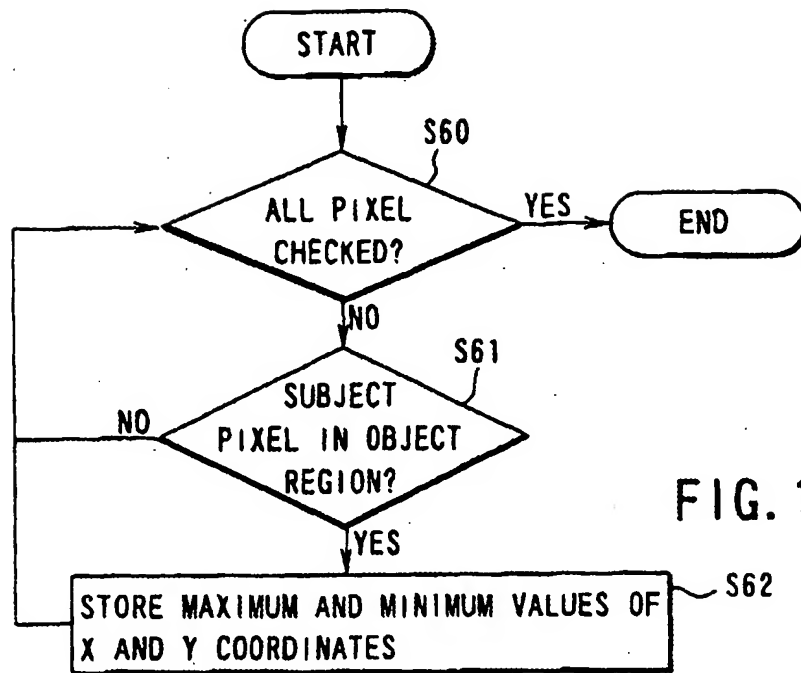 START
S60
ALL PIXEL
CHECKED?
YES
END
NO
S61
SUBJECT
PIXEL IN OBJECT
REGION?
NO
YES
FIG.
S62
STORE MAXIMUM AND MINIMUM VALUES OF
X AND Y COORDINATES